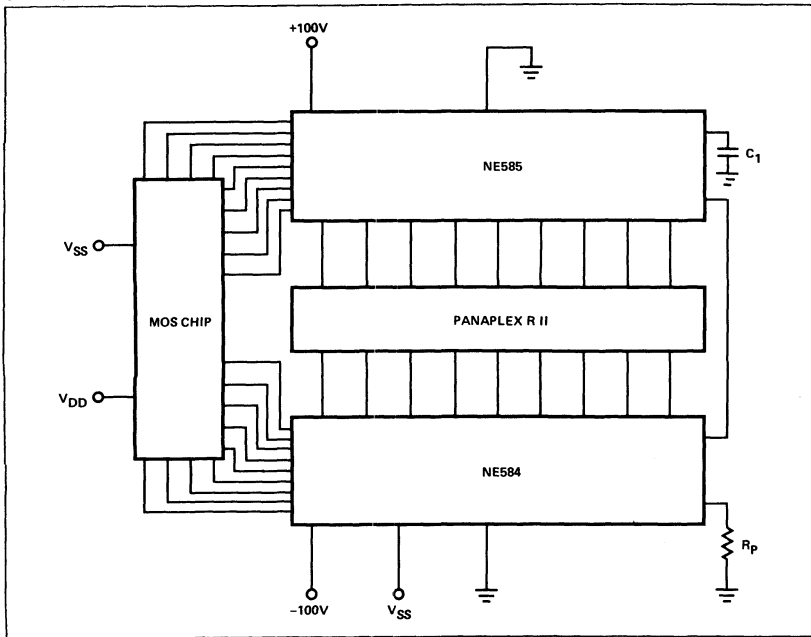 +100V
NE585
C1
VSS
MOS CHIP
PANAPLEX R II
VDD
NE584
RP
-100V
VSS